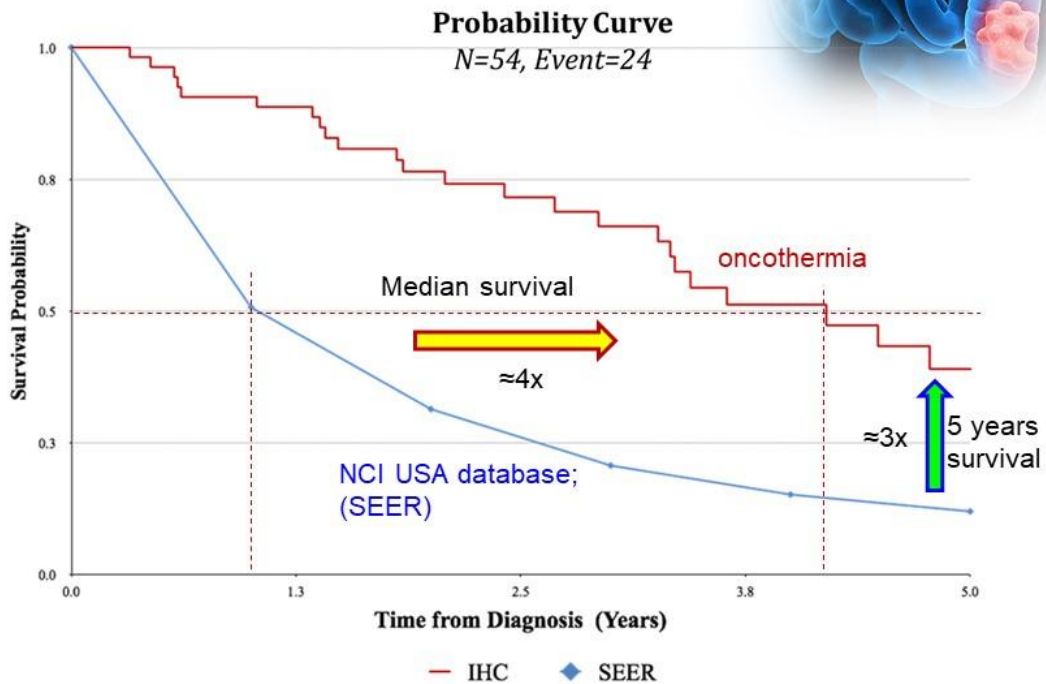 Probability Curve
N=54, Event=24
Survival Probability
1.0
0.8
0.5
0.3
0.0
oncothermia
Median survival
≈4x
≈3x
5 years
survival
NCI USA database;
(SEER)
0.0 1.3 2.5 3.8 5.0
Time from Diagnosis (Years)
IHC SEER